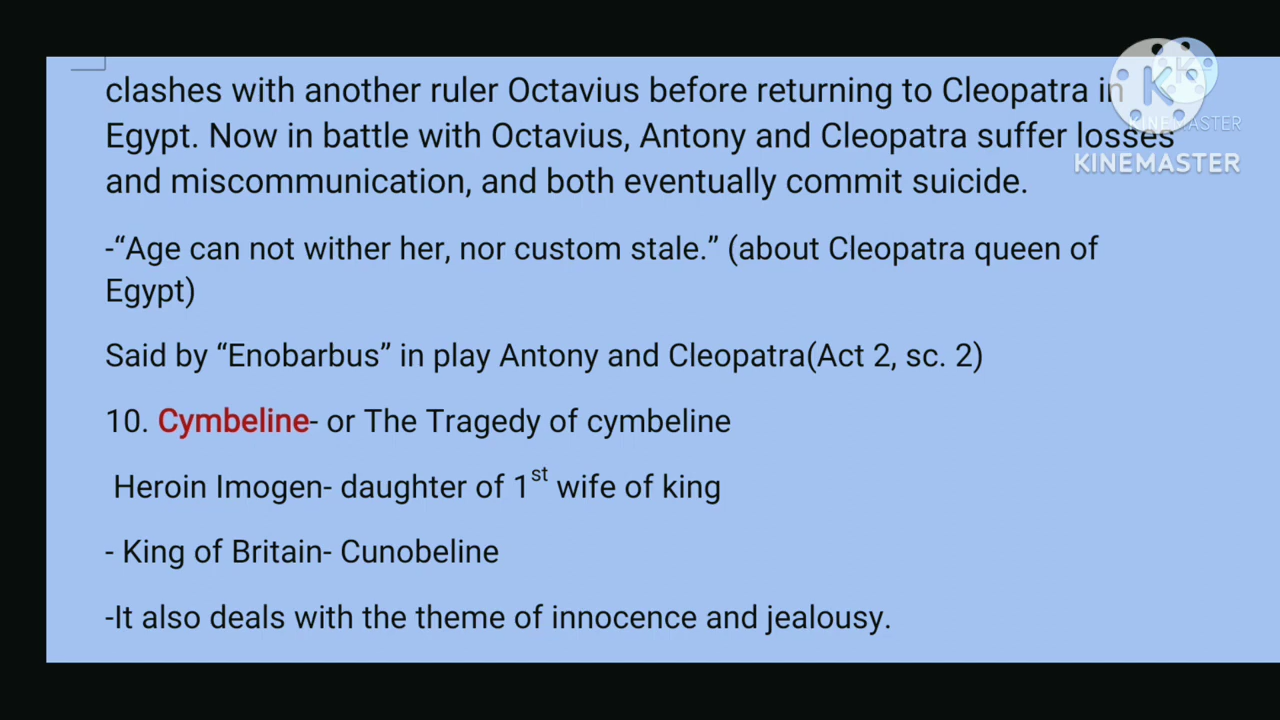 clashes with another ruler Octavius before returning to Cleopatra in
Egypt. Now in battle with Octavius, Antony and Cleopatra suffer losses
and miscommunication, and both eventually commit suicide.
-“Age can not wither her, nor custom stale.” (about Cleopatra queen of
Egypt)
Said by “Enobarbus” in play Antony and Cleopatra(Act 2, sc. 2)
10. Cymbeline- or The Tragedy of cymbeline
Heroin Imogen- daughter of 1st wife of king
- King of Britain- Cunobeline
-It also deals with the theme of innocence and jealousy.
K
KINEMASTER
K
KINEMASTER